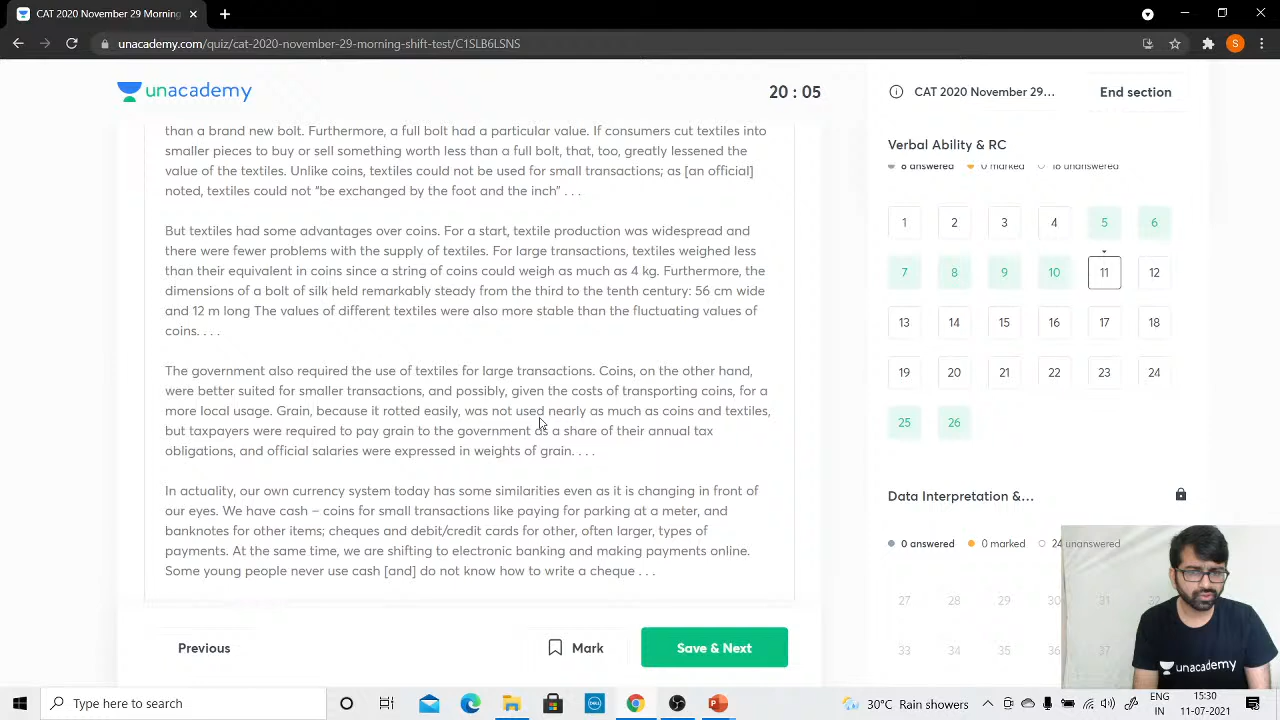 CAT 2020 November 29 Morning
unacademy.com/quiz/cat-2020-november-29-morning-shift-test/C1SLB6LSNS
S
unacademy
20 : 05
CAT 2020 November 29...
End section
than a brand new bolt. Furthermore, a full bolt had a particular value. If consumers cut textiles into
smaller pieces to buy or sell something worth less than a full bolt, that, too, greatly lessened the
value of the textiles. Unlike coins, textiles could not be used for small transactions; as [an official]
noted, textiles could not "be exchanged by the foot and the inch" . . .
But textiles had some advantages over coins. For a start, textile production was widespread and
there were fewer problems with the supply of textiles. For large transactions, textiles weighed less
than their equivalent in coins since a string of coins could weigh as much as 4 kg. Furthermore, the
dimensions of a bolt of silk held remarkably steady from the third to the tenth century: 56 cm wide
and 12 m long The values of different textiles were also more stable than the fluctuating values of
coins. . . .
The government also required the use of textiles for large transactions. Coins, on the other hand,
were better suited for smaller transactions, and possibly, given the costs of transporting coins, for a
more local usage. Grain, because it rotted easily, was not used nearly as much as coins and textiles,
but taxpayers were required to pay grain to the government as a share of their annual tax
obligations, and official salaries were expressed in weights of grain. . . .
In actuality, our own currency system today has some similarities even as it is changing in front of
our eyes. We have cash – coins for small transactions like paying for parking at a meter, and
banknotes for other items; cheques and debit/credit cards for other, often larger, types of
payments. At the same time, we are shifting to electronic banking and making payments online.
Some young people never use cash [and] do not know how to write a cheque . . .
Previous
Mark
Save & Next
Verbal Ability & RC
8 answered 0 marked 18 unanswered
1 2 3 4 5 6
7 8 9 10 11 12
13 14 15 16 17 18
19 20 21 22 23 24
25 26
Data Interpretation &...
0 answered 0 marked 24 unanswered
27 28 29 30 31 32
33 34 35 36 37
unacademy
Type here to search
DELL
30°C Rain showers
ENG
IN
15:30
11-07-2021